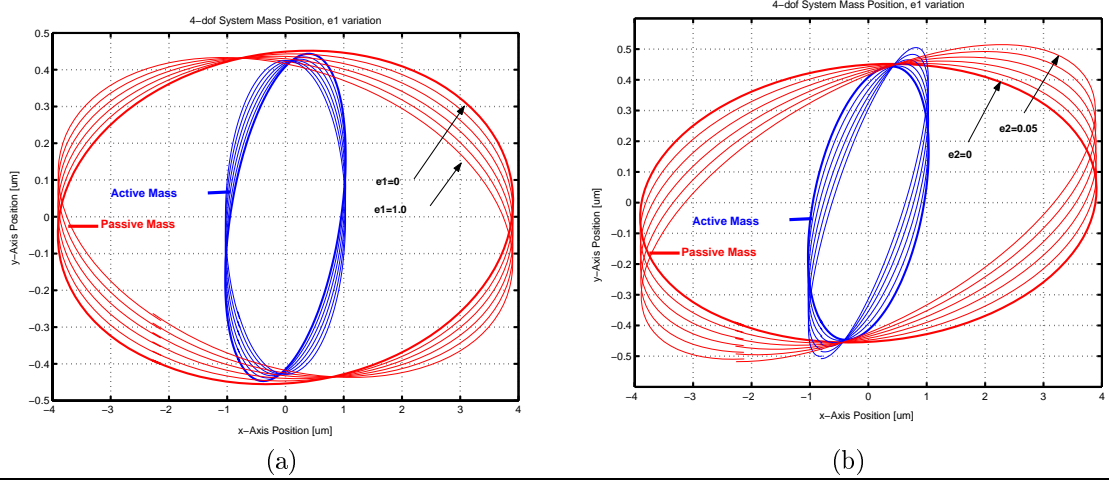 4-dof System Mass Position, e1 variation
0.5
0.4
0.3
0.2
0.1
0
-0.1
-0.2
-0.3
-0.4
-0.5
y-Axis Position [um]
Active Mass
Passive Mass
e1=0
e1=1.0
-4
-3
-2
-1
0
1
2
3
4
x-Axis Position [um]
(a)
4-dof System Mass Position, e1 variation
0.5
0.4
0.3
0.2
0.1
0
-0.1
-0.2
-0.3
-0.4
-0.5
y-Axis Position [um]
e2=0.05
e2=0
Active Mass
Passive Mass
-4
-3
-2
-1
0
1
2
3
4
x-Axis Position [um]
(b)